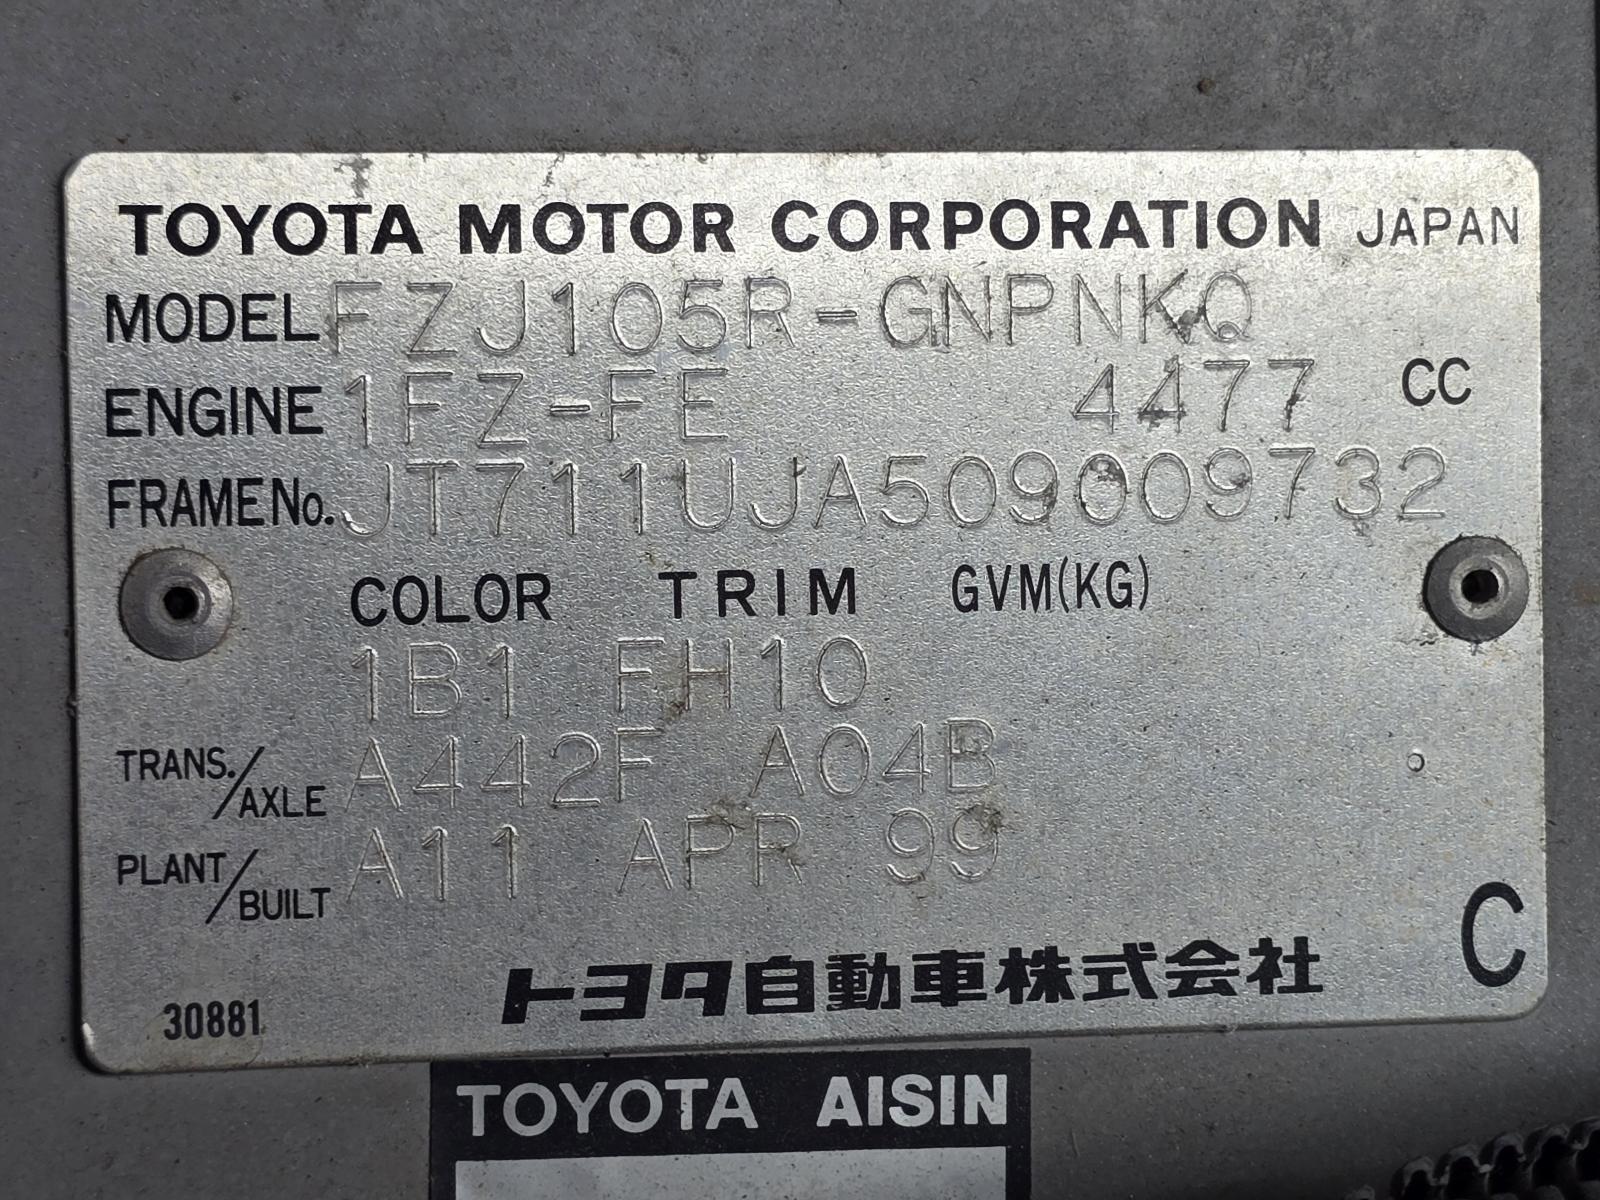 TOYOTA MOTOR CORPORATION JAPAN
MODEL FZJ105R-GNPNKQ
ENGINE 1FZ-FE 4477 CC
FRAME No. JT711UJA509009732
COLOR TRIM GVM(KG)
1B1 FH10
TRANS./AXLE A442F A04B
PLANT/BUILT A11 APR 99
C
トヨタ自動車株式会社
30881
TOYOTA AISIN